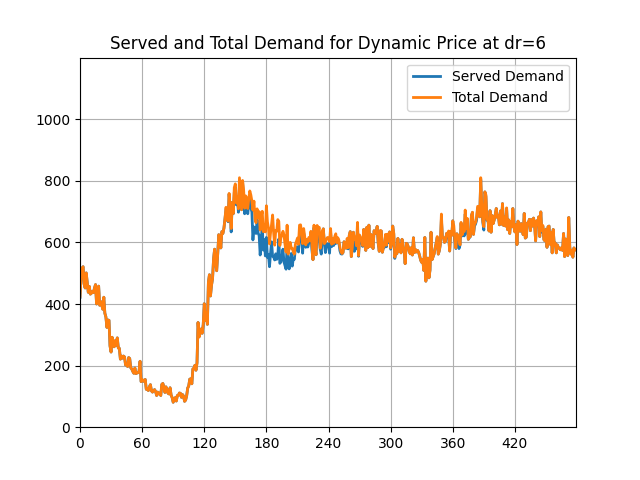 Served and Total Demand for Dynamic Price at dr=6
Served Demand
Total Demand
1000
800
600
400
200
0
0 60 120 180 240 300 360 420